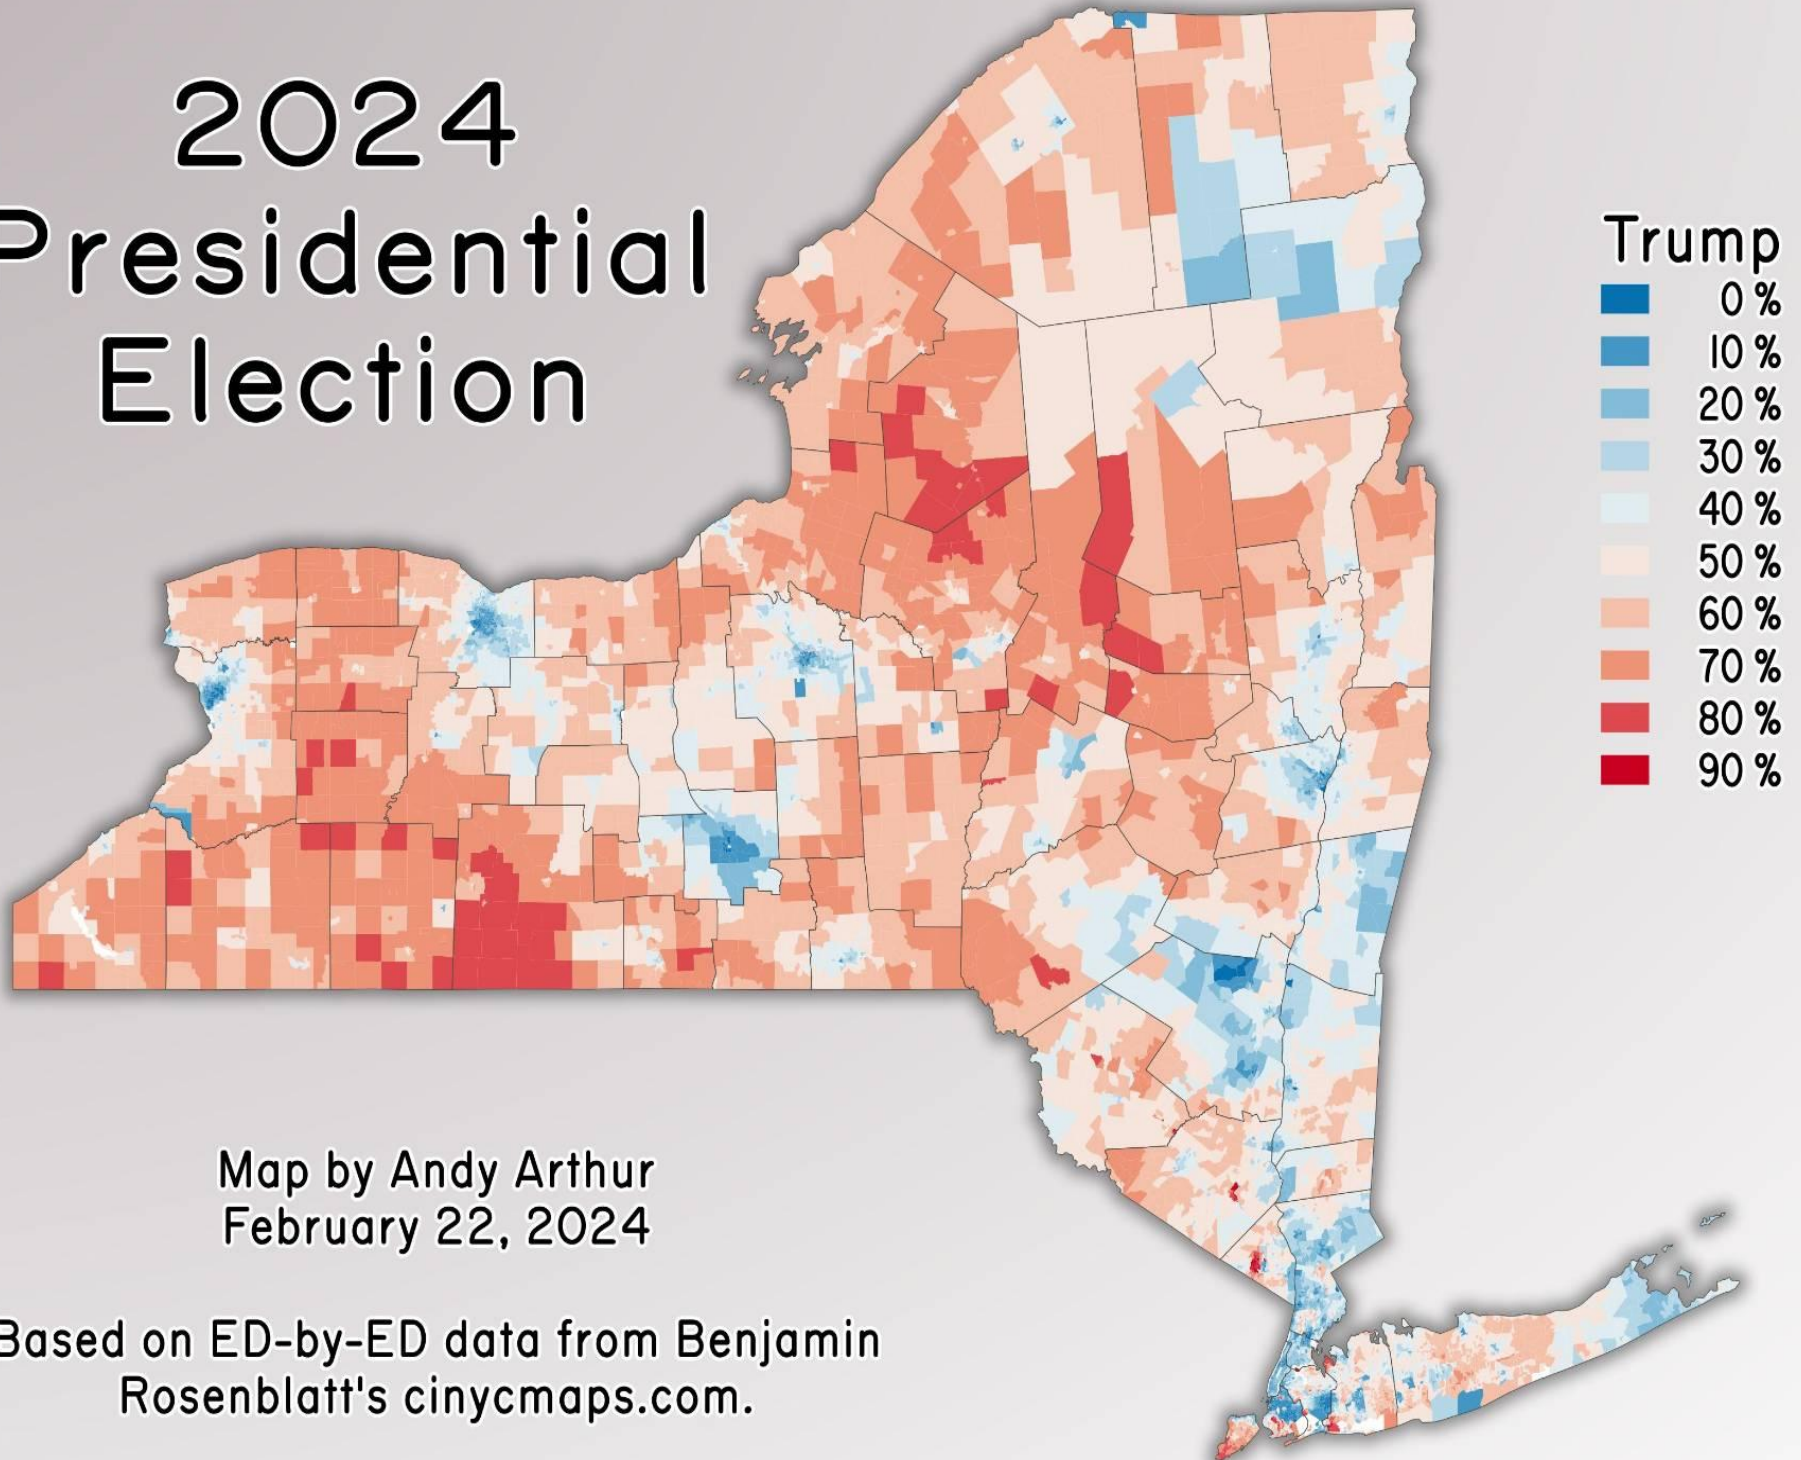 2024
Presidential
Election
Trump
0 %
10 %
20 %
30 %
40 %
50 %
60 %
70 %
80 %
90 %
Map by Andy Arthur
February 22, 2024
Based on ED-by-ED data from Benjamin
Rosenblatt's cinycmaps.com.